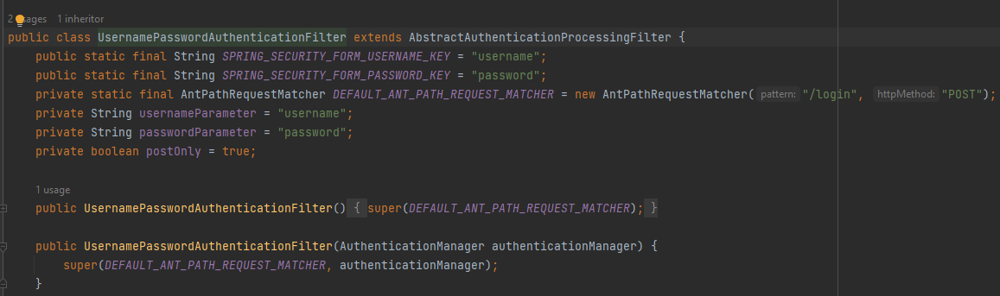 2 usages 1 inheritor
public class UsernamePasswordAuthenticationFilter extends AbstractAuthenticationProcessingFilter {
public static final String SPRING_SECURITY_FORM_USERNAME_KEY = "username";
public static final String SPRING_SECURITY_FORM_PASSWORD_KEY = "password";
private static final AntPathRequestMatcher DEFAULT_ANT_PATH_REQUEST_MATCHER = new AntPathRequestMatcher( pattern: "/login", httpMethod: "POST");
private String usernameParameter = "username";
private String passwordParameter = "password";
private boolean postOnly = true;
1 usage
public UsernamePasswordAuthenticationFilter() { super(DEFAULT_ANT_PATH_REQUEST_MATCHER); }
public UsernamePasswordAuthenticationFilter(AuthenticationManager authenticationManager) {
super(DEFAULT_ANT_PATH_REQUEST_MATCHER, authenticationManager);
}